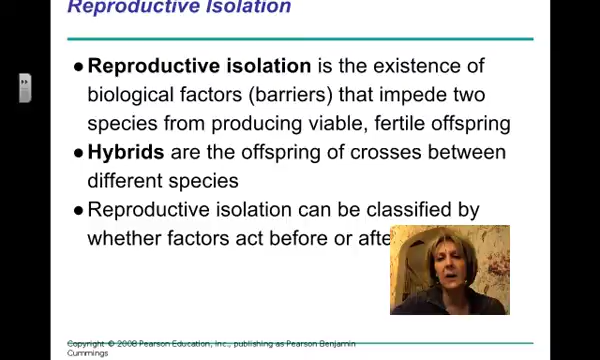 Reproductive Isolation
●Reproductive isolation is the existence of
biological factors (barriers) that impede two
species from producing viable, fertile offspring
●Hybrids are the offspring of crosses between
different species
●Reproductive isolation can be classified by
whether factors act before or afte
Copyright © 2008 Pearson Education, Inc., publishing as Pearson Benjamin
Cummings